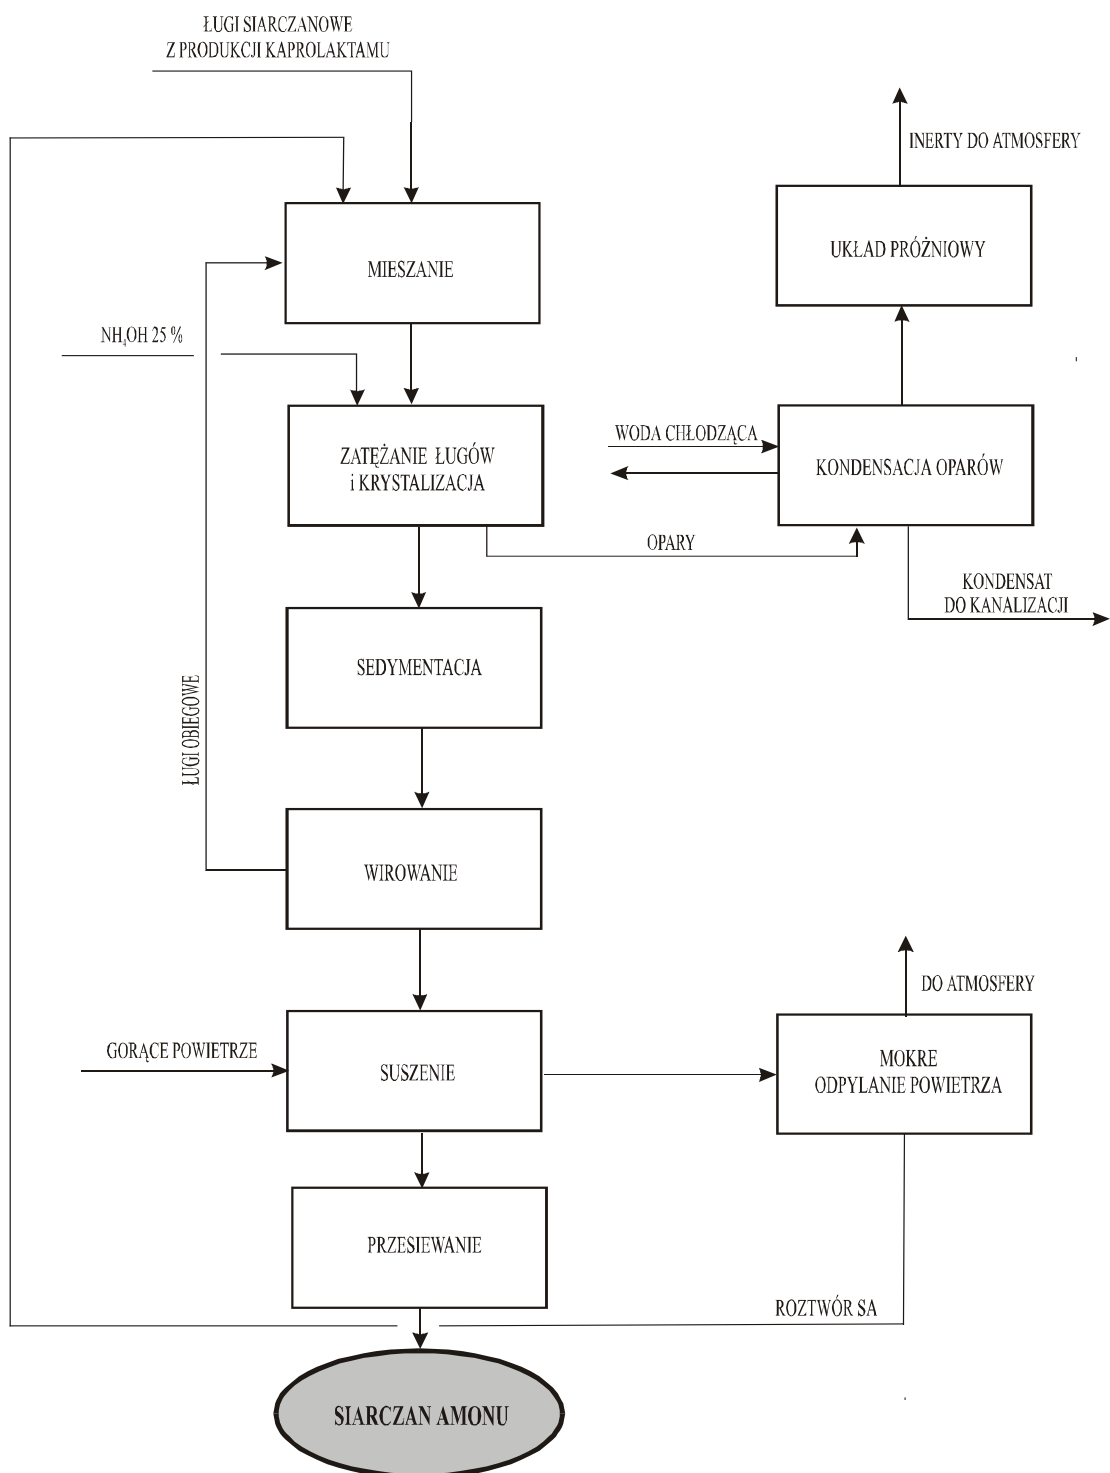 ŁUGI SIARCZANOWE
Z PRODUKCJI KAPROLAKTAMU
INERTY DO ATMOSFERY
UKŁAD PRÓŻNIOWY
MIESZANIE
NH₄OH 25 %
WODA CHŁODZĄCA
ZATĘŻANIE ŁUGÓW
i KRYSTALIZACJA
KONDENSACJA OPARÓW
OPARY
KONDENSAT
DO KANALIZACJI
SEDYMENTACJA
ŁUGI OBIEGOWE
WIROWANIE
DO ATMOSFERY
GORĄCE POWIETRZE
SUSZENIE
MOKRE
ODPYLANIE POWIETRZA
PRZESIEWANIE
ROZTWÓR SA
SIARCZAN AMONU